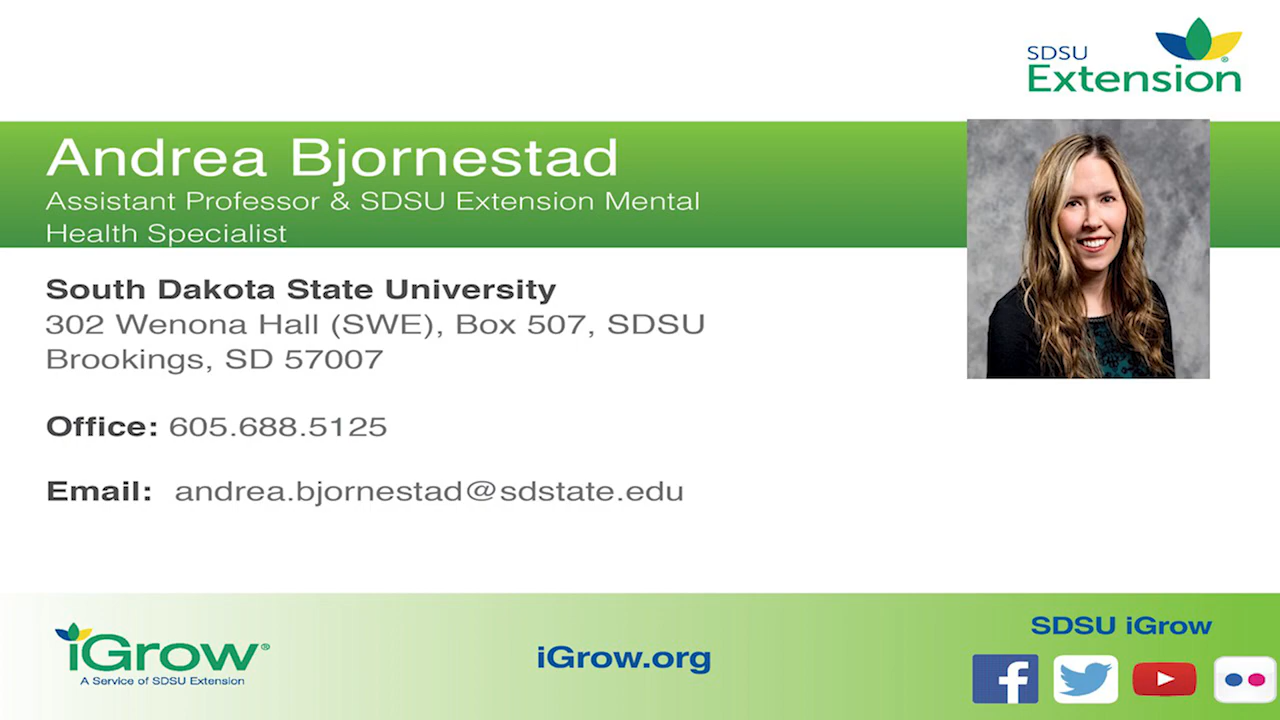 SDSU
Extension
Andrea Bjornestad
Assistant Professor & SDSU Extension Mental
Health Specialist
South Dakota State University
302 Wenona Hall (SWE), Box 507, SDSU
Brookings, SD 57007
Office: 605.688.5125
Email: andrea.bjornestad@sdstate.edu
iGrow®
A Service of SDSU Extension
iGrow.org
SDSU iGrow